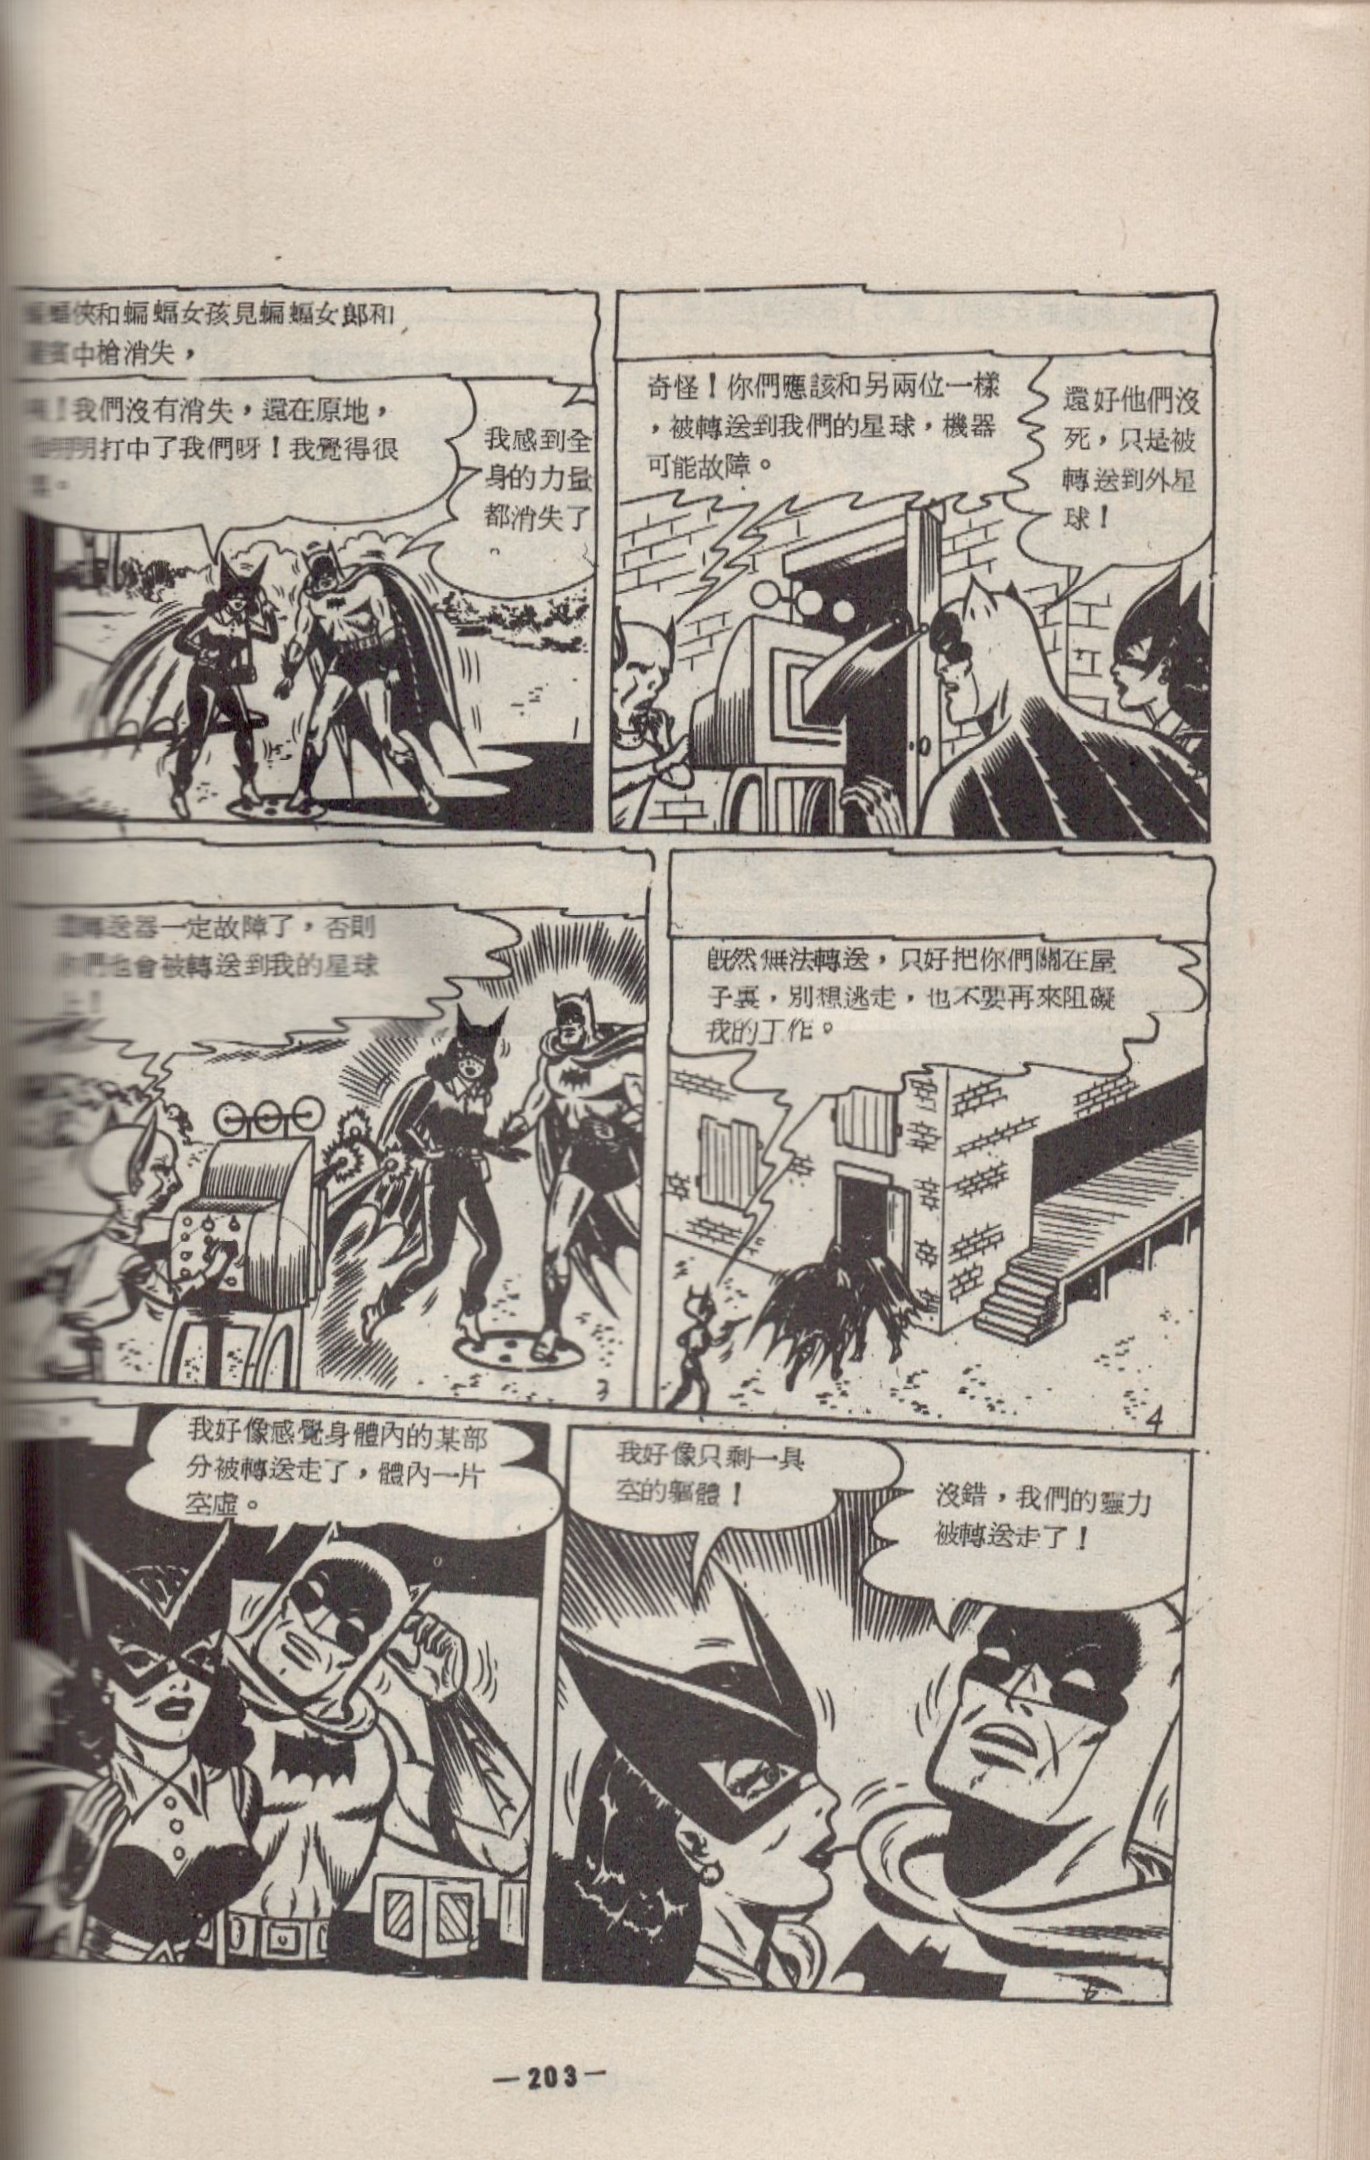 蝙蝠俠和蝙蝠女孩見蝙蝠女郎和
羅賓中槍消失，
！我們沒有消失，還在原地，
明明打中了我們呀！我覺得很
。
我感到全
身的力量
都消失了
。
奇怪！你們應該和另兩位一樣
，被轉送到我們的星球，機器
可能故障。
還好他們沒
死，只是被
轉送到外星
球！
轉送器一定故障了，否則
你們也會被轉送到我的星球
上！
既然無法轉送，只好把你們關在屋
子裏，別想逃走，也不要再來阻礙
我的工作。
3
4
我好像感覺身體內的某部
分被轉送走了，體內一片
空虛。
我好像只剩一具
空的軀體！
沒錯，我們的靈力
被轉送走了！
6
—203—